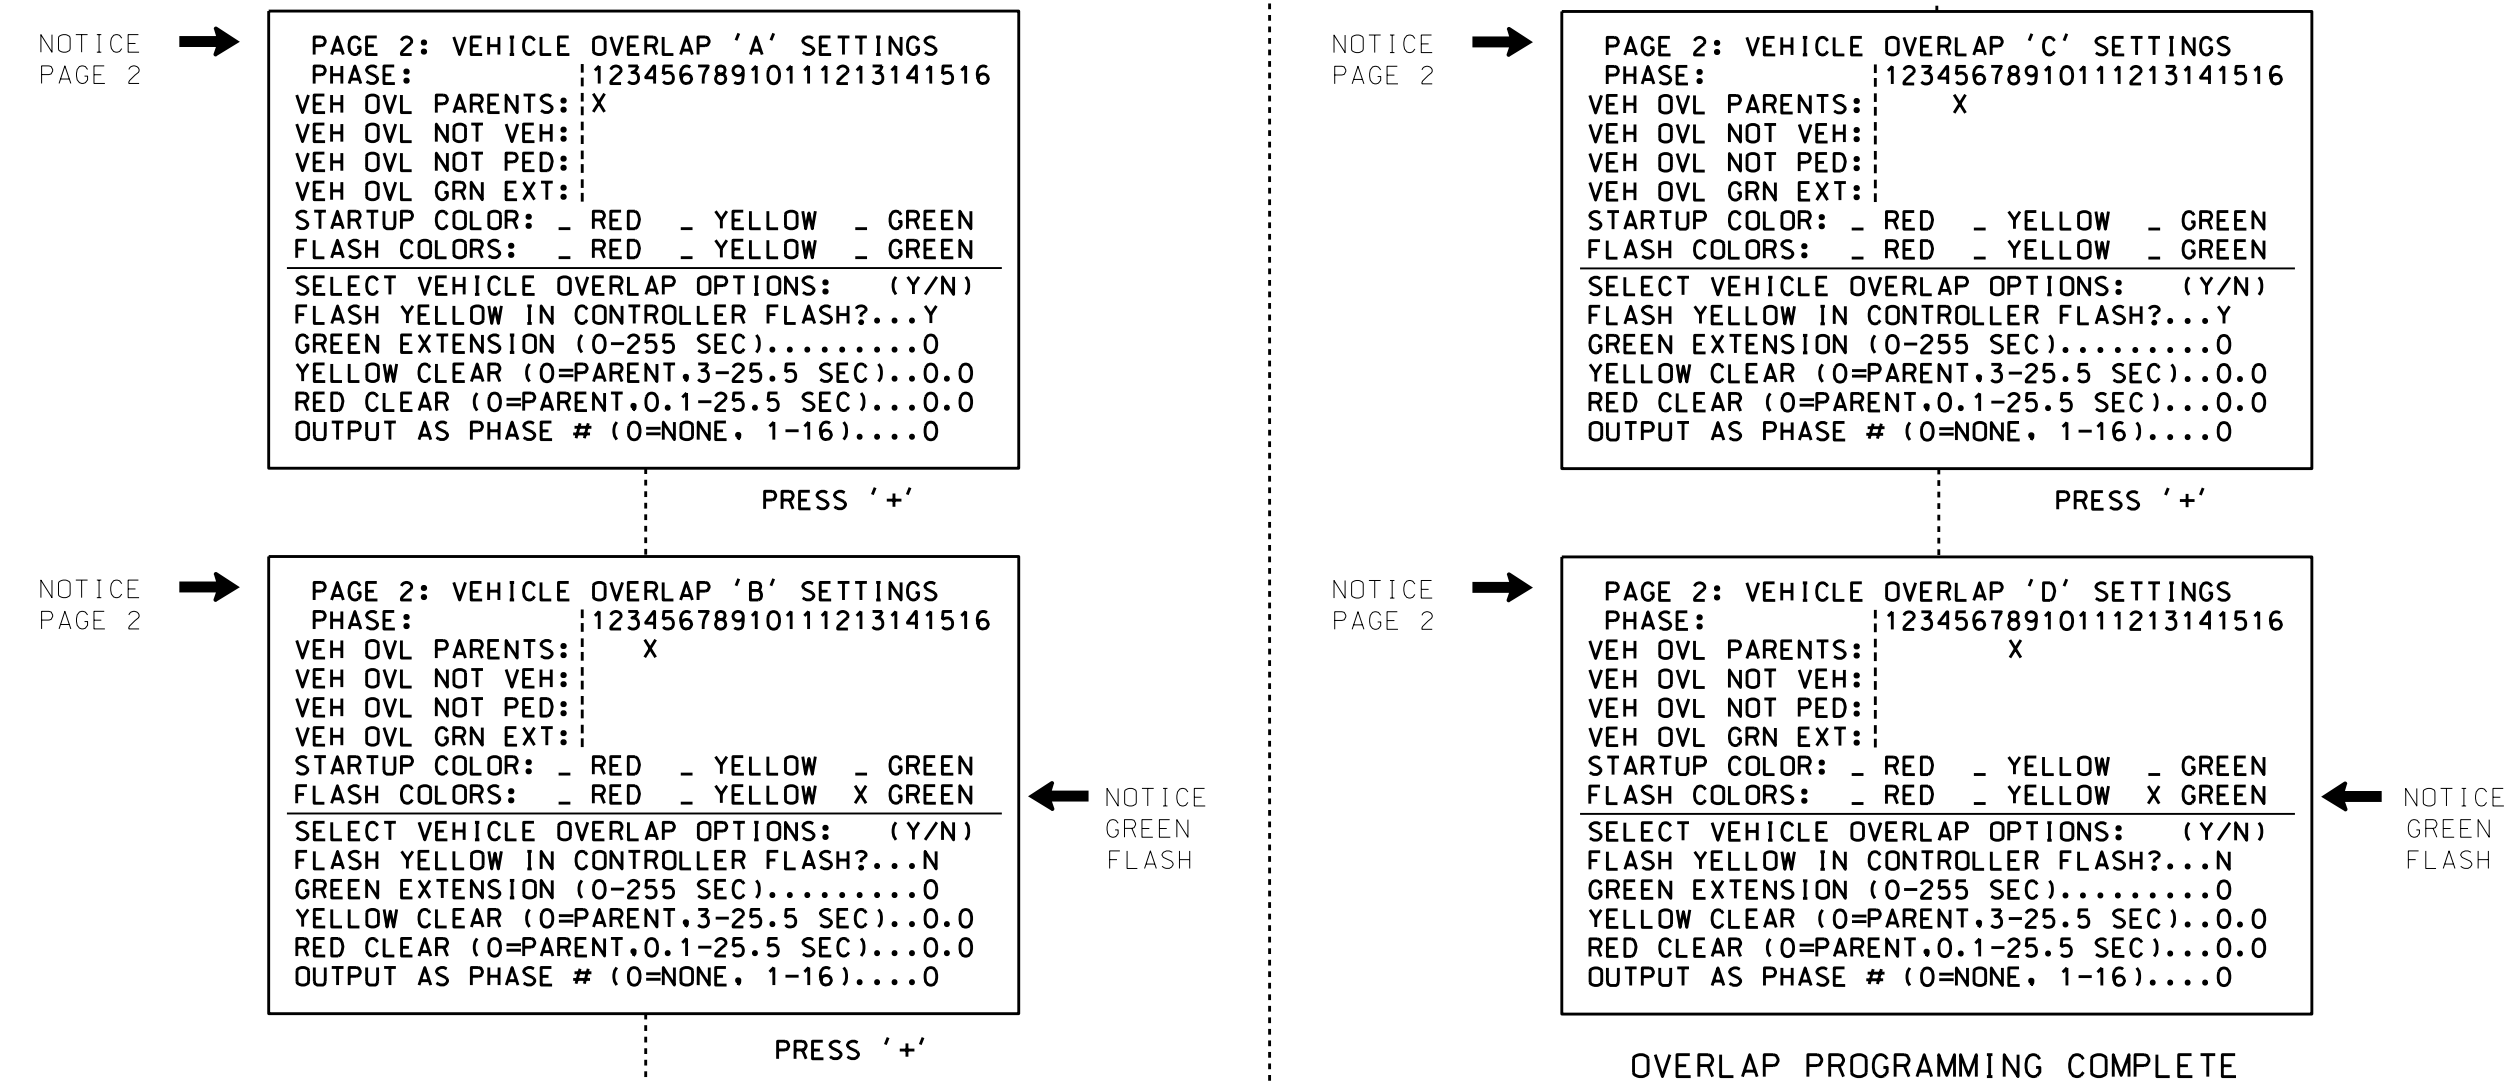 NOTICE
PAGE 2
PAGE 2: VEHICLE OVERLAP 'A' SETTINGS
PHASE: 12345678910111213141516
VEH OVL PARENTS: X
VEH OVL NOT VEH:
VEH OVL NOT PED:
VEH OVL GRN EXT:
STARTUP COLOR: _ RED _ YELLOW _ GREEN
FLASH COLORS: _ RED _ YELLOW _ GREEN
SELECT VEHICLE OVERLAP OPTIONS: (Y/N)
FLASH YELLOW IN CONTROLLER FLASH?...Y
GREEN EXTENSION (0-255 SEC).........0
YELLOW CLEAR (0=PARENT,3-25.5 SEC)..0.0
RED CLEAR (0=PARENT,0.1-25.5 SEC)...0.0
OUTPUT AS PHASE # (0=NONE, 1-16)....0
PRESS '+'
NOTICE
PAGE 2
PAGE 2: VEHICLE OVERLAP 'B' SETTINGS
PHASE: 12345678910111213141516
VEH OVL PARENTS: X
VEH OVL NOT VEH:
VEH OVL NOT PED:
VEH OVL GRN EXT:
STARTUP COLOR: _ RED _ YELLOW _ GREEN
FLASH COLORS: _ RED _ YELLOW X GREEN
NOTICE
GREEN
FLASH
SELECT VEHICLE OVERLAP OPTIONS: (Y/N)
FLASH YELLOW IN CONTROLLER FLASH?...N
GREEN EXTENSION (0-255 SEC).........0
YELLOW CLEAR (0=PARENT,3-25.5 SEC)..0.0
RED CLEAR (0=PARENT,0.1-25.5 SEC)...0.0
OUTPUT AS PHASE # (0=NONE, 1-16)....0
PRESS '+'
NOTICE
PAGE 2
PAGE 2: VEHICLE OVERLAP 'C' SETTINGS
PHASE: 12345678910111213141516
VEH OVL PARENTS: X
VEH OVL NOT VEH:
VEH OVL NOT PED:
VEH OVL GRN EXT:
STARTUP COLOR: _ RED _ YELLOW _ GREEN
FLASH COLORS: _ RED _ YELLOW _ GREEN
SELECT VEHICLE OVERLAP OPTIONS: (Y/N)
FLASH YELLOW IN CONTROLLER FLASH?...Y
GREEN EXTENSION (0-255 SEC).........0
YELLOW CLEAR (0=PARENT,3-25.5 SEC)..0.0
RED CLEAR (0=PARENT,0.1-25.5 SEC)...0.0
OUTPUT AS PHASE # (0=NONE, 1-16)....0
PRESS '+'
NOTICE
PAGE 2
PAGE 2: VEHICLE OVERLAP 'D' SETTINGS
PHASE: 12345678910111213141516
VEH OVL PARENTS: X
VEH OVL NOT VEH:
VEH OVL NOT PED:
VEH OVL GRN EXT:
STARTUP COLOR: _ RED _ YELLOW _ GREEN
FLASH COLORS: _ RED _ YELLOW X GREEN
NOTICE
GREEN
FLASH
SELECT VEHICLE OVERLAP OPTIONS: (Y/N)
FLASH YELLOW IN CONTROLLER FLASH?...N
GREEN EXTENSION (0-255 SEC).........0
YELLOW CLEAR (0=PARENT,3-25.5 SEC)..0.0
RED CLEAR (0=PARENT,0.1-25.5 SEC)...0.0
OUTPUT AS PHASE # (0=NONE, 1-16)....0
OVERLAP PROGRAMMING COMPLETE